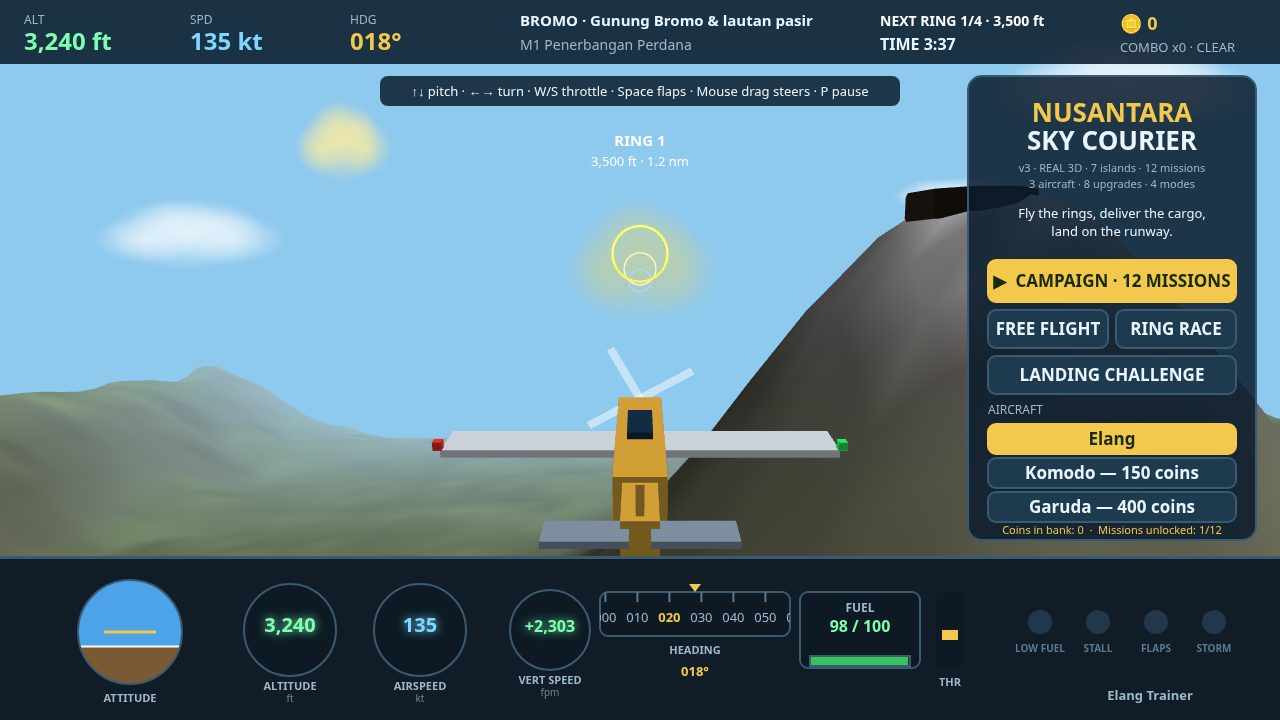 ALT
3,240 ft
SPD
135 kt
HDG
018°
BROMO · Gunung Bromo & lautan pasir
M1 Penerbangan Perdana
NEXT RING 1/4 · 3,500 ft
TIME 3:37
🪙 0
COMBO x0 · CLEAR
↑↓ pitch · ←→ turn · W/S throttle · Space flaps · Mouse drag steers · P pause
RING 1
3,500 ft · 1.2 nm
NUSANTARA
SKY COURIER
v3 · REAL 3D · 7 islands · 12 missions
3 aircraft · 8 upgrades · 4 modes
Fly the rings, deliver the cargo,
land on the runway.
▶ CAMPAIGN · 12 MISSIONS
FREE FLIGHT
RING RACE
LANDING CHALLENGE
AIRCRAFT
Elang
Komodo — 150 coins
Garuda — 400 coins
Coins in bank: 0 · Missions unlocked: 1/12
ATTITUDE
3,240
ALTITUDE
ft
135
AIRSPEED
kt
+2,303
VERT SPEED
fpm
010 020 030 040 050
HEADING
018°
FUEL
98 / 100
THR
LOW FUEL
STALL
FLAPS
STORM
Elang Trainer